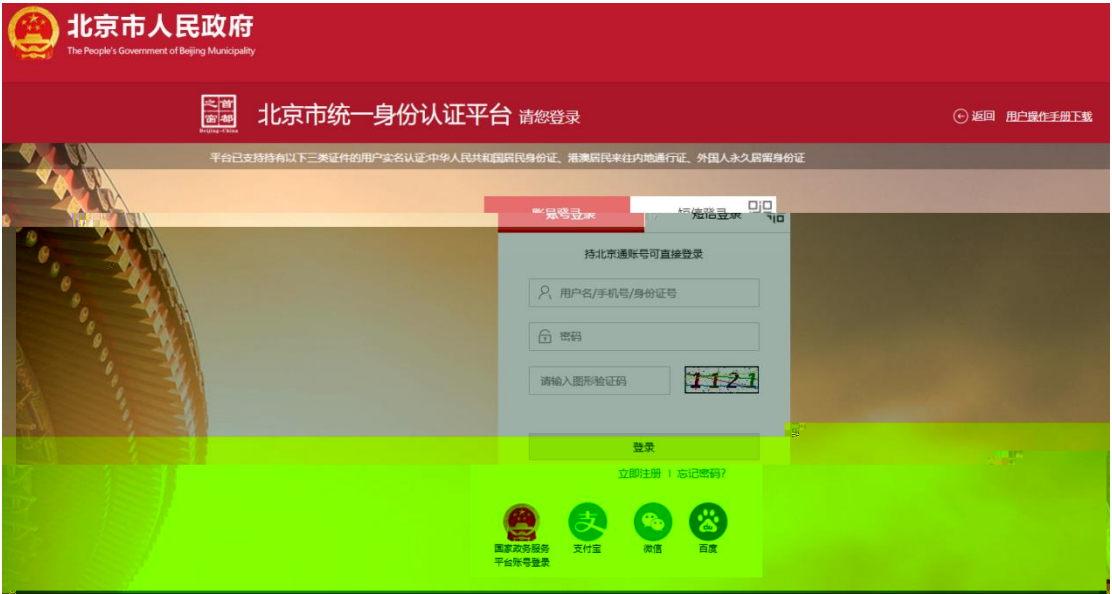 北京市人民政府
The People's Government of Beijing Municipality
首都之窗
Beijing-China
北京市统一身份认证平台 请您登录
返回 用户操作手册下载
平台已支持持有以下三类证件的用户实名认证:中华人民共和国居民身份证、港澳居民来往内地通行证、外国人永久居留身份证
账号登录 短信登录
持北京通账号可直接登录
用户名/手机号/身份证号
密码
请输入图形验证码 1121
登录
立即注册 | 忘记密码?
国家政务服务
平台账号登录
支付宝
微信
百度